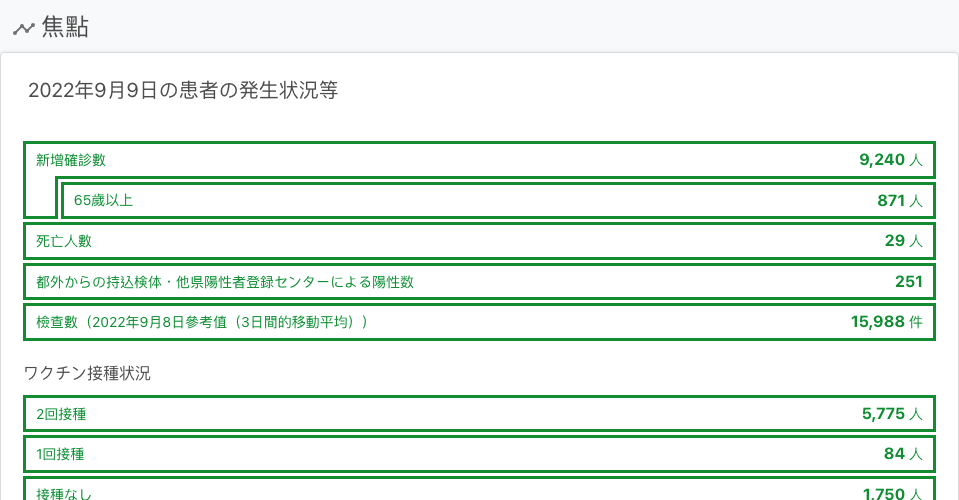 焦點
2022年9月9日の患者の発生状況等
新增確診數 9,240 人
65歲以上 871 人
死亡人數 29 人
都外からの持込検体・他県陽性者登録センターによる陽性数 251
檢查數（2022年9月8日參考值（3日間的移動平均）） 15,988 件
ワクチン接種状況
2回接種 5,775 人
1回接種 84 人
接種なし 1,750 人